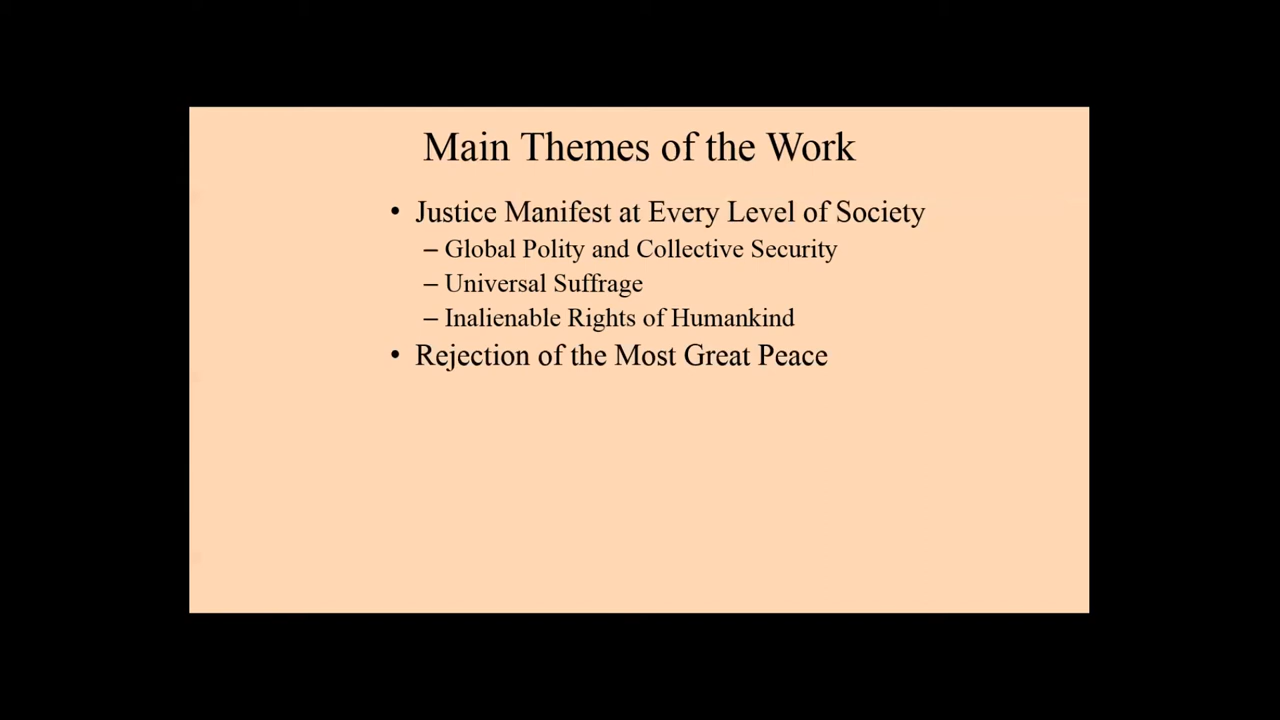 Main Themes of the Work
• Justice Manifest at Every Level of Society
– Global Polity and Collective Security
– Universal Suffrage
– Inalienable Rights of Humankind
• Rejection of the Most Great Peace